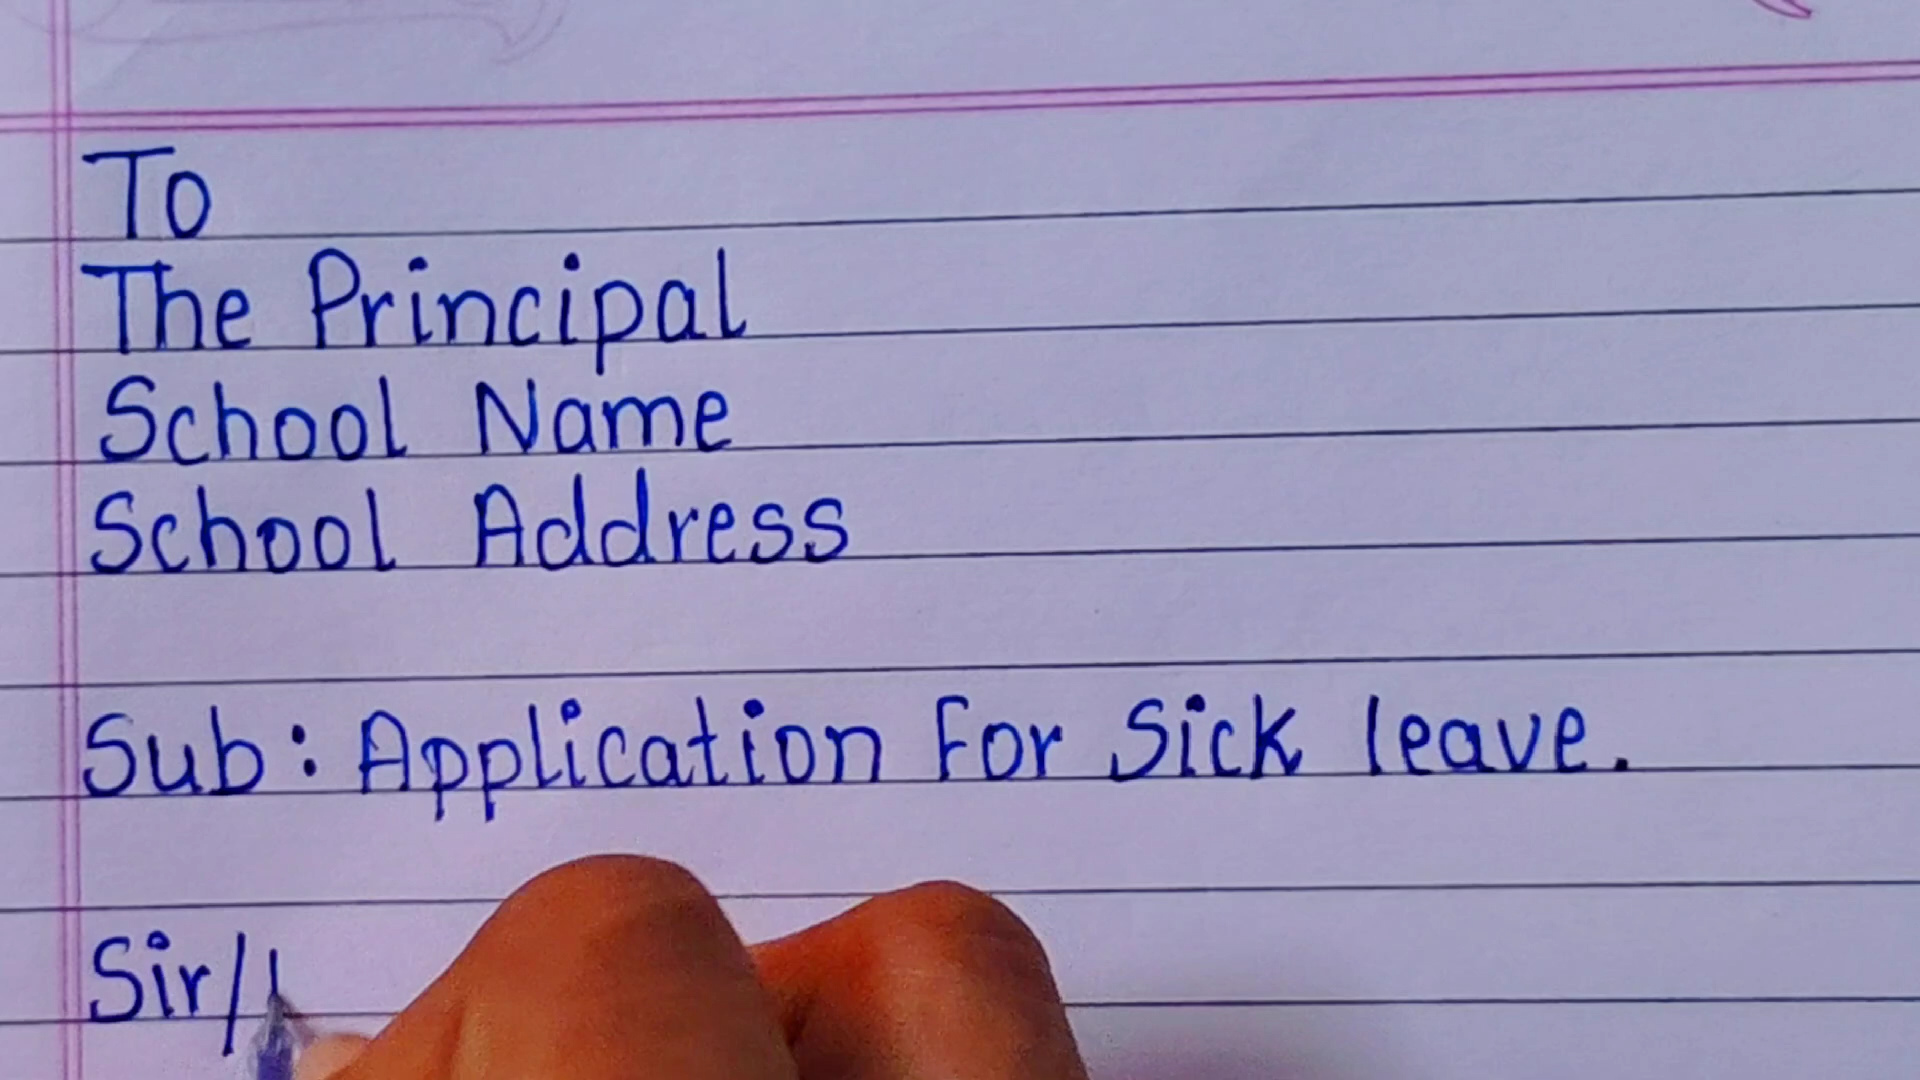 To
The Principal
School Name
School Address
Sub: Application For Sick leave.
Sir/